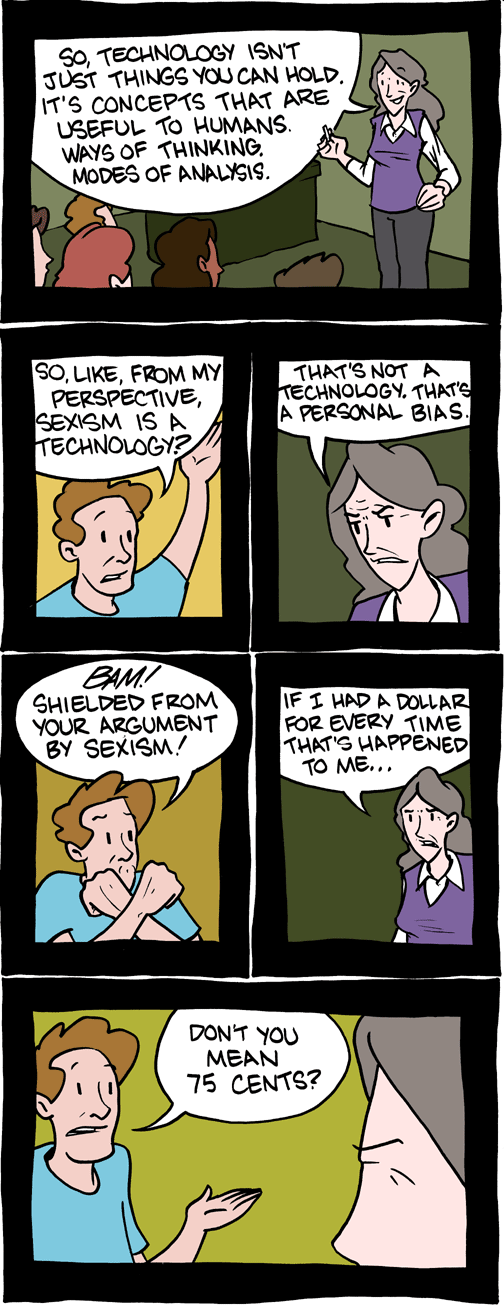 SO, TECHNOLOGY ISN'T
JUST THINGS YOU CAN HOLD.
IT'S CONCEPTS THAT ARE
USEFUL TO HUMANS.
WAYS OF THINKING.
MODES OF ANALYSIS.
SO, LIKE, FROM MY
PERSPECTIVE,
SEXISM IS A
TECHNOLOGY?
THAT'S NOT A
TECHNOLOGY. THAT'S
A PERSONAL BIAS.
BAM!
SHIELDED FROM
YOUR ARGUMENT
BY SEXISM!
IF I HAD A DOLLAR
FOR EVERY TIME
THAT'S HAPPENED
TO ME...
DON'T YOU
MEAN
75 CENTS?